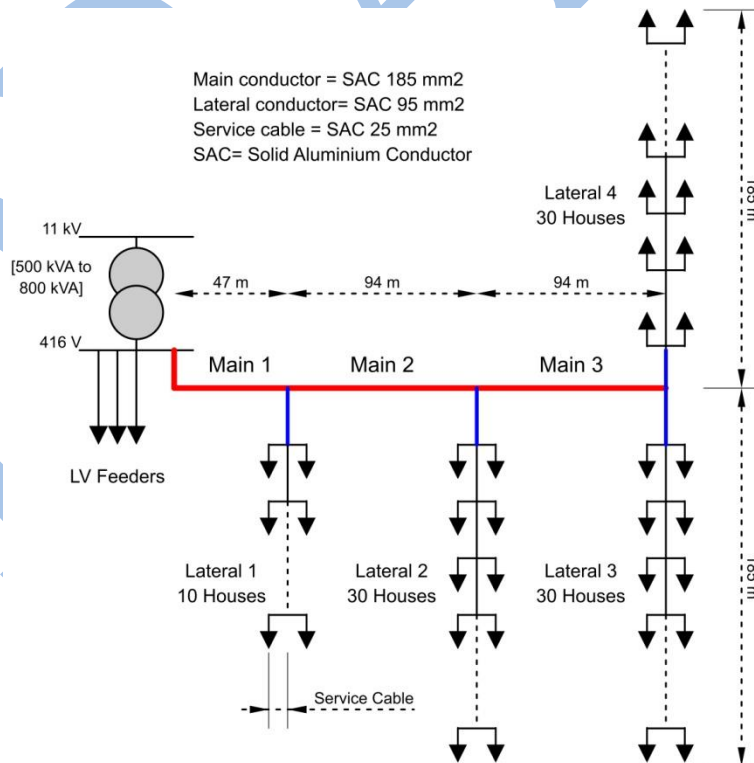 Main conductor = SAC 185 mm2
Lateral conductor= SAC 95 mm2
Service cable = SAC 25 mm2
SAC= Solid Aluminium Conductor
Lateral 4
30 Houses
185 m
11 kV
[500 kVA to
800 kVA]
47 m
94 m
94 m
416 V
Main 1
Main 2
Main 3
LV Feeders
Lateral 1
10 Houses
Lateral 2
30 Houses
Lateral 3
30 Houses
185 m
Service Cable